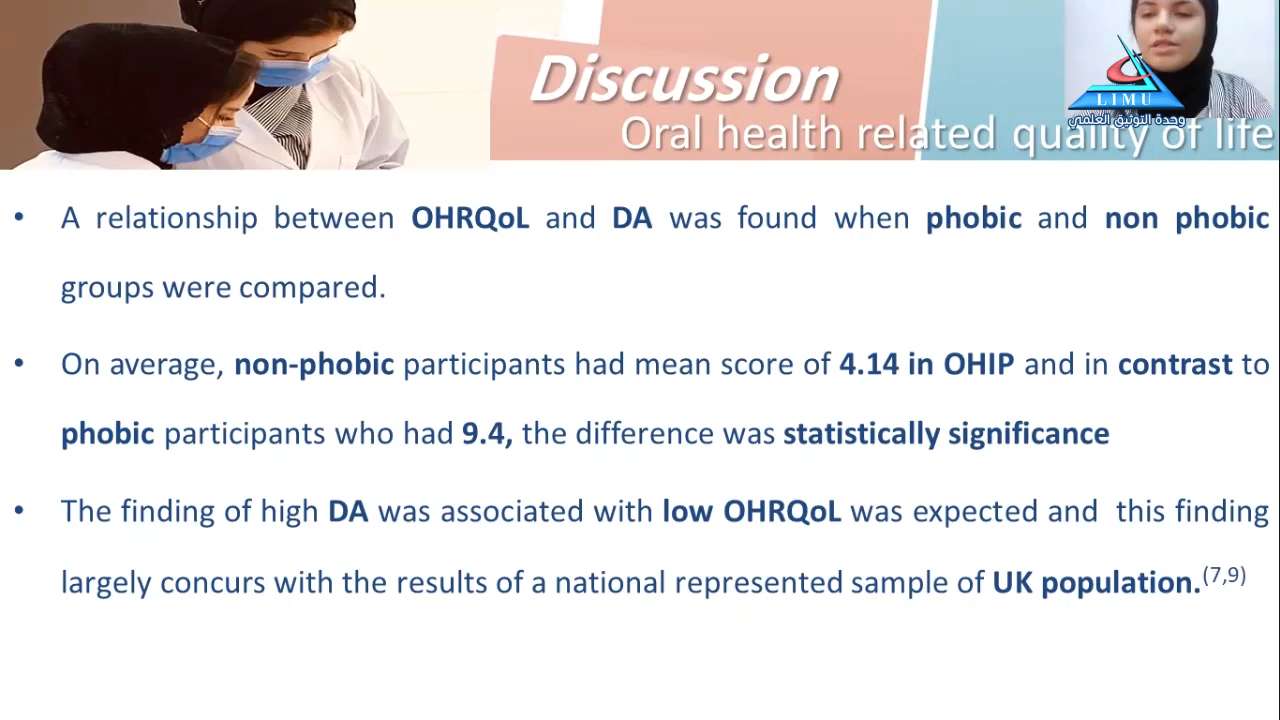 Discussion
LIMU
وحدة التوثيق العلمي
Oral health related quality of life
• A relationship between OHRQoL and DA was found when phobic and non phobic
groups were compared.
• On average, non-phobic participants had mean score of 4.14 in OHIP and in contrast to
phobic participants who had 9.4, the difference was statistically significance
• The finding of high DA was associated with low OHRQoL was expected and this finding
largely concurs with the results of a national represented sample of UK population.(7,9)